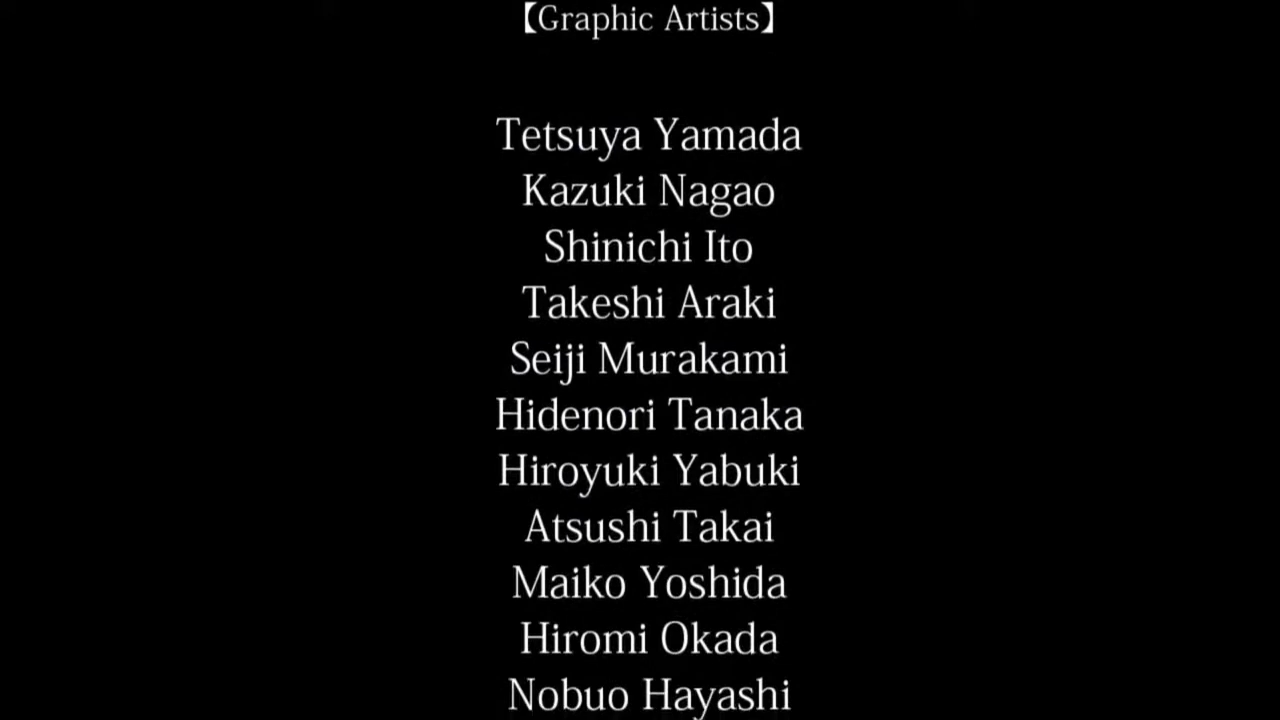 【Graphic Artists】
Tetsuya Yamada
Kazuki Nagao
Shinichi Ito
Takeshi Araki
Seiji Murakami
Hidenori Tanaka
Hiroyuki Yabuki
Atsushi Takai
Maiko Yoshida
Hiromi Okada
Nobuo Hayashi